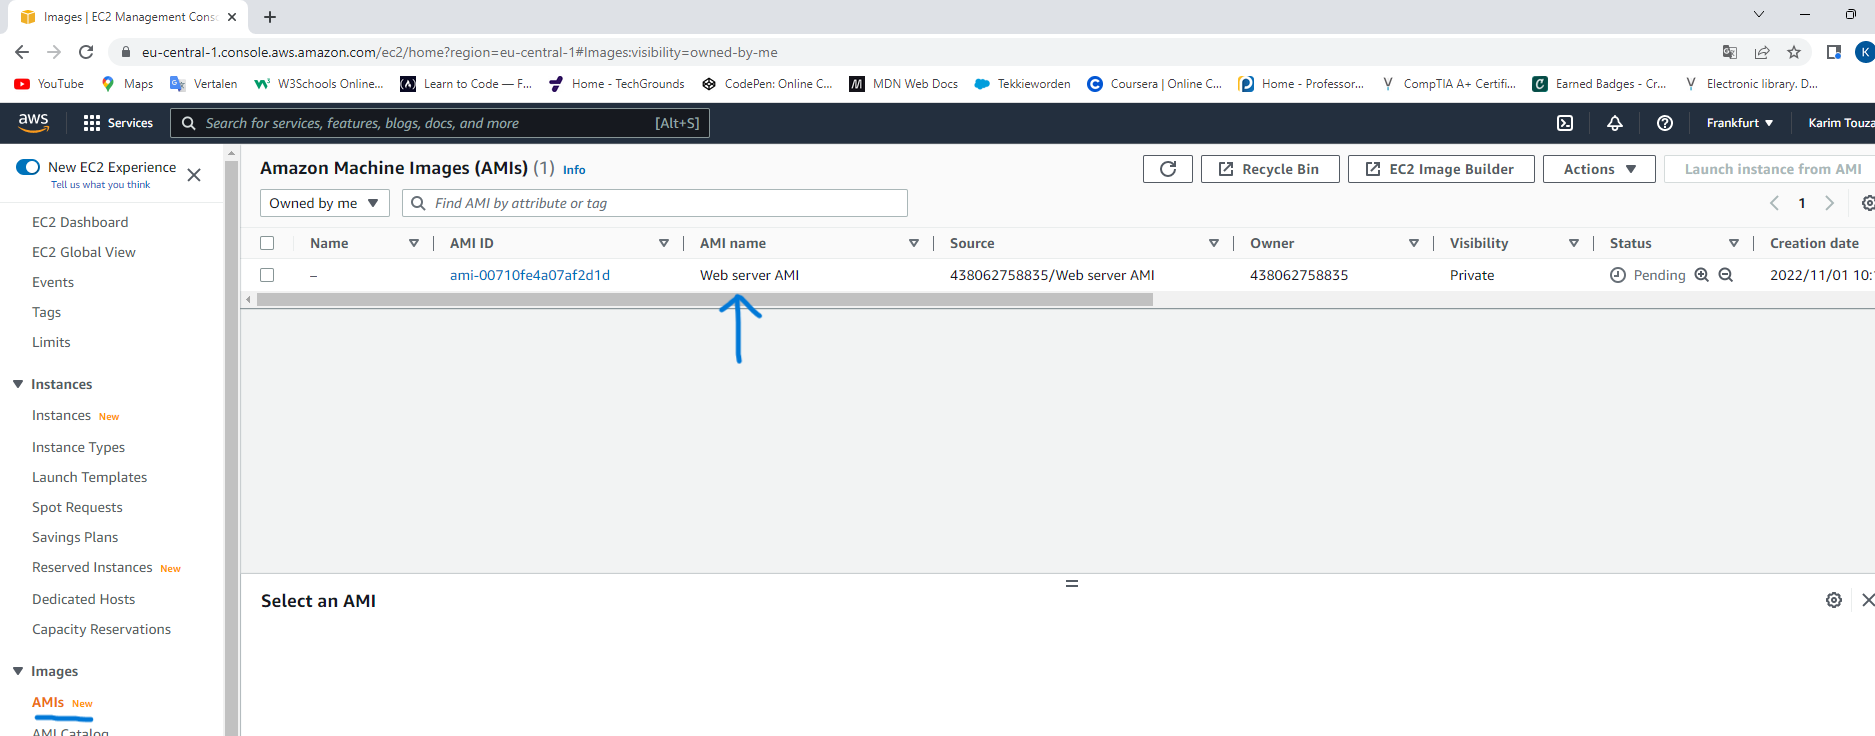 Images | EC2 Management Conso
eu-central-1.console.aws.amazon.com/ec2/home?region=eu-central-1#Images:visibility=owned-by-me
K
YouTube Maps Vertalen W3Schools Online... Learn to Code — F... Home - TechGrounds CodePen: Online C... MDN Web Docs Tekkieworden Coursera | Online C... Home - Professor... CompTIA A+ Certifi... Earned Badges - Cr... Electronic library. D...
aws Services Search for services, features, blogs, docs, and more [Alt+S] Frankfurt Karim Touza
New EC2 Experience
Tell us what you think
EC2 Dashboard
EC2 Global View
Events
Tags
Limits
Instances
Instances New
Instance Types
Launch Templates
Spot Requests
Savings Plans
Reserved Instances New
Dedicated Hosts
Capacity Reservations
Images
AMIs New
AMI Catalog
Amazon Machine Images (AMIs) (1) Info
Recycle Bin EC2 Image Builder Actions Launch instance from AMI
Owned by me Find AMI by attribute or tag 1
Name AMI ID AMI name Source Owner Visibility Status Creation date
– ami-00710fe4a07af2d1d Web server AMI 438062758835/Web server AMI 438062758835 Private Pending 2022/11/01 10:
Select an AMI